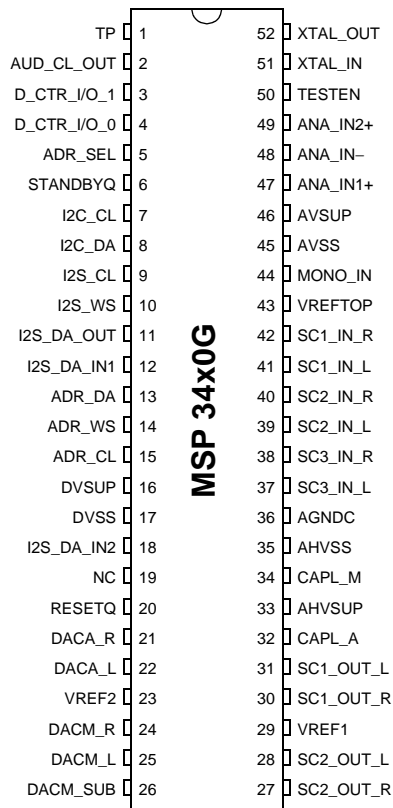 TP 1 52 XTAL_OUT
AUD_CL_OUT 2 51 XTAL_IN
D_CTR_I/O_1 3 50 TESTEN
D_CTR_I/O_0 4 49 ANA_IN2+
ADR_SEL 5 48 ANA_IN−
STANDBYQ 6 47 ANA_IN1+
I2C_CL 7 46 AVSUP
I2C_DA 8 45 AVSS
I2S_CL 9 44 MONO_IN
I2S_WS 10 43 VREFTOP
I2S_DA_OUT 11 42 SC1_IN_R
I2S_DA_IN1 12 41 SC1_IN_L
ADR_DA 13 40 SC2_IN_R
ADR_WS 14 39 SC2_IN_L
ADR_CL 15 38 SC3_IN_R
DVSUP 16 37 SC3_IN_L
DVSS 17 36 AGNDC
I2S_DA_IN2 18 35 AHVSS
NC 19 34 CAPL_M
RESETQ 20 33 AHVSUP
DACA_R 21 32 CAPL_A
DACA_L 22 31 SC1_OUT_L
VREF2 23 30 SC1_OUT_R
DACM_R 24 29 VREF1
DACM_L 25 28 SC2_OUT_L
DACM_SUB 26 27 SC2_OUT_R
MSP 34x0G